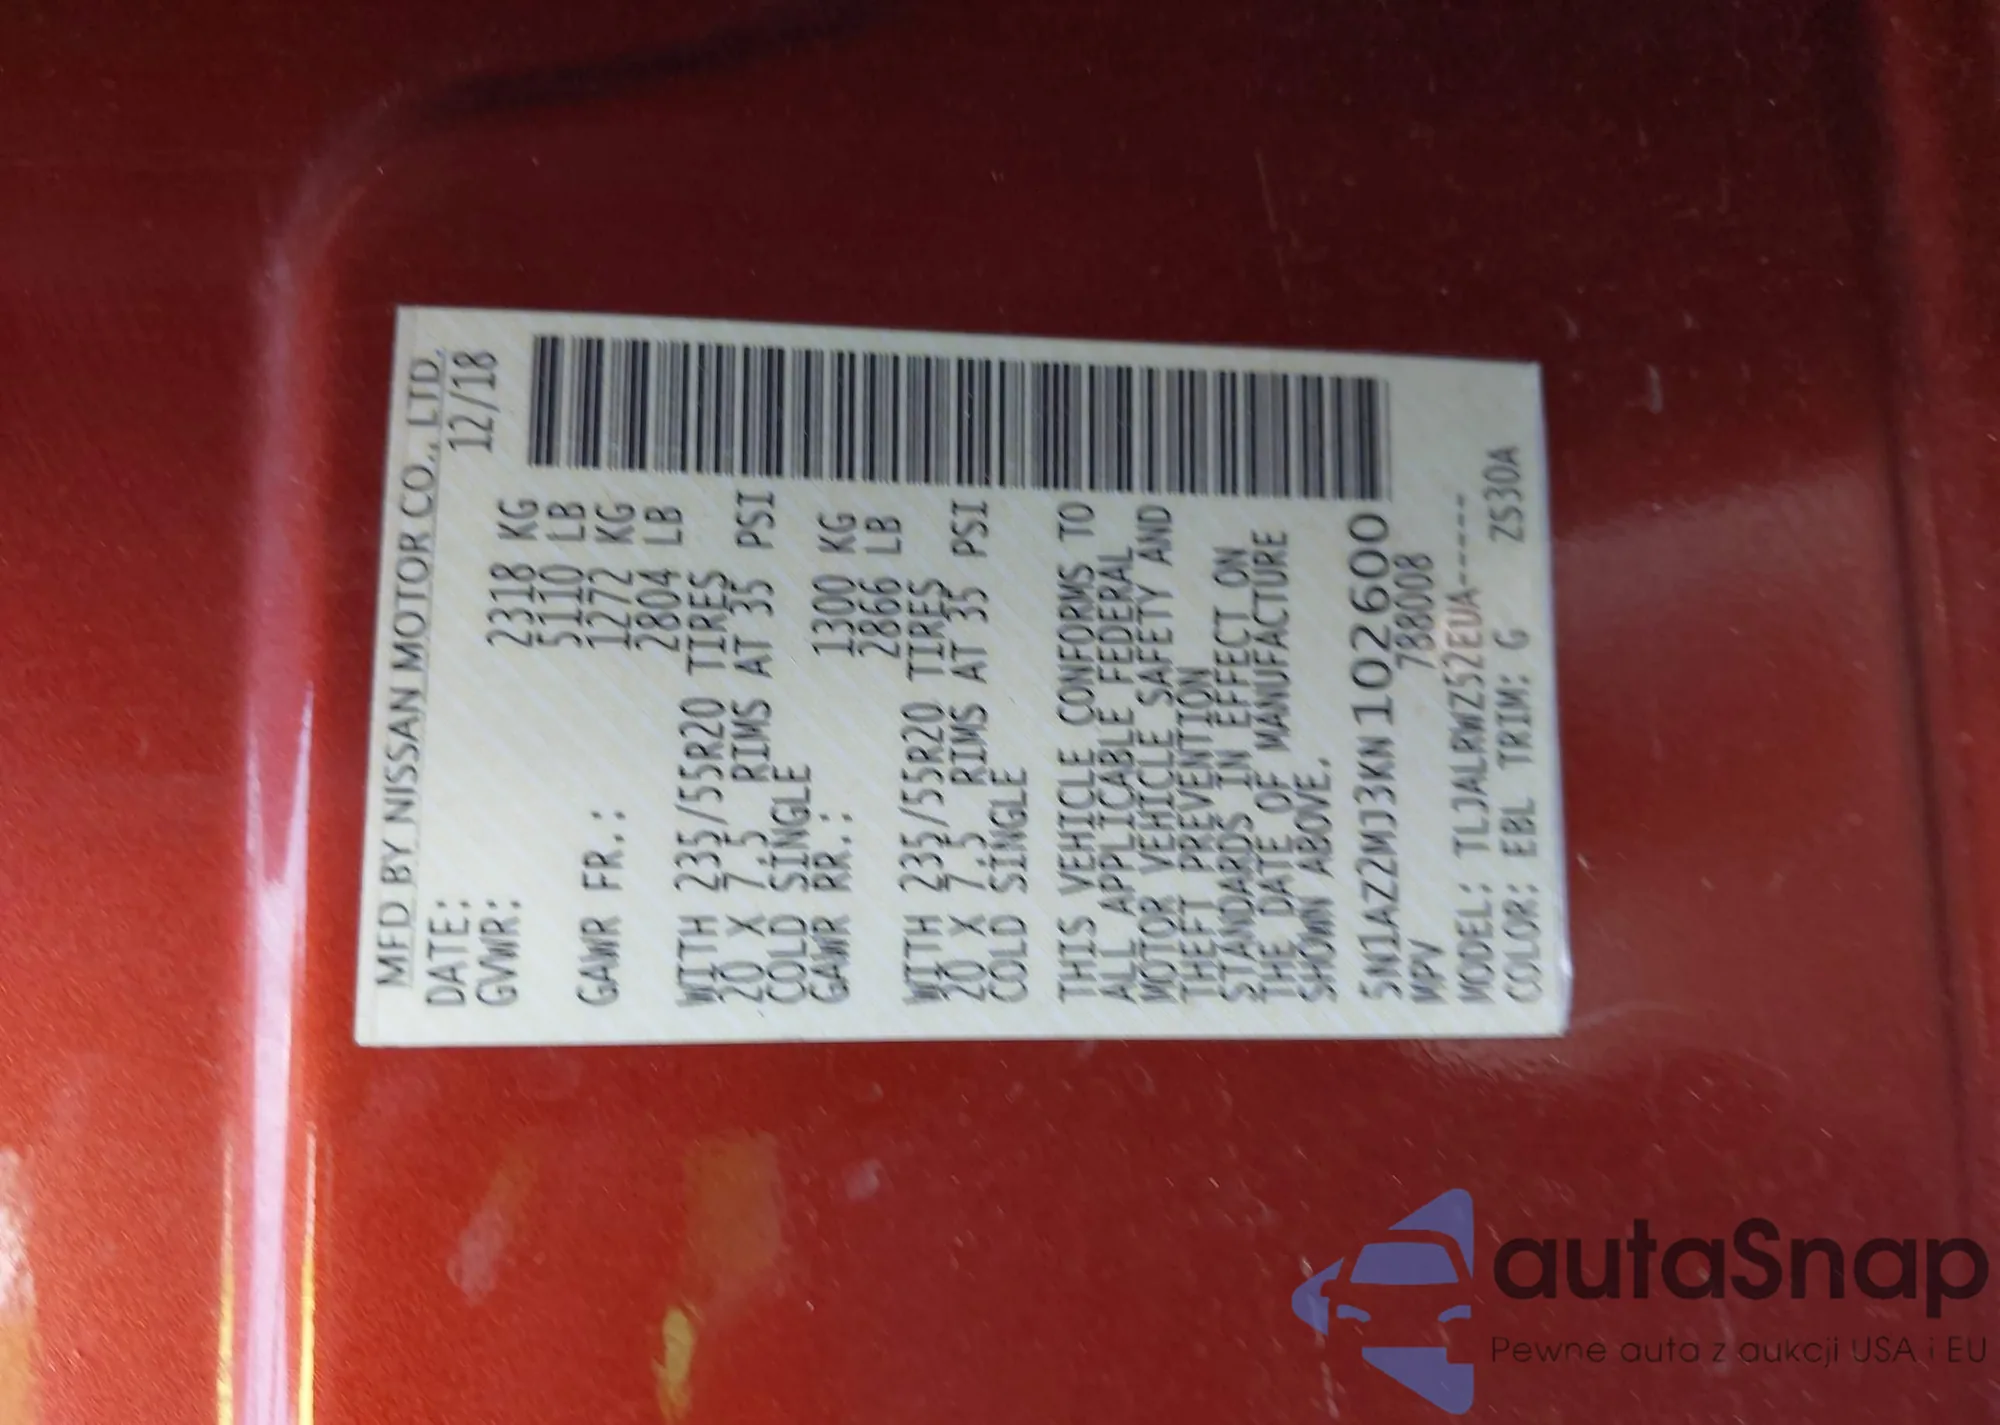 MFD BY NISSAN MOTOR CO., LTD.
DATE: 12/18
GVWR: 2318 KG
5110 LB
GAWR FR.: 1272 KG
2804 LB
WITH 235/55R20 TIRES
20 X 7.5 RIMS AT 35 PSI
COLD SINGLE
GAWR RR.: 1300 KG
2866 LB
WITH 235/55R20 TIRES
20 X 7.5 RIMS AT 35 PSI
COLD SINGLE
THIS VEHICLE CONFORMS TO
ALL APPLICABLE FEDERAL
MOTOR VEHICLE SAFETY AND
THEFT PREVENTION
STANDARDS IN EFFECT ON
THE DATE OF MANUFACTURE
SHOWN ABOVE.
5N1AZ2MJ3KN102600
MPV 788008
MODEL: TLJALRWZ52EUA-----
COLOR: EBL TRIM: G ZS30A
autaSnap
Pewne auta z aukcji USA i EU